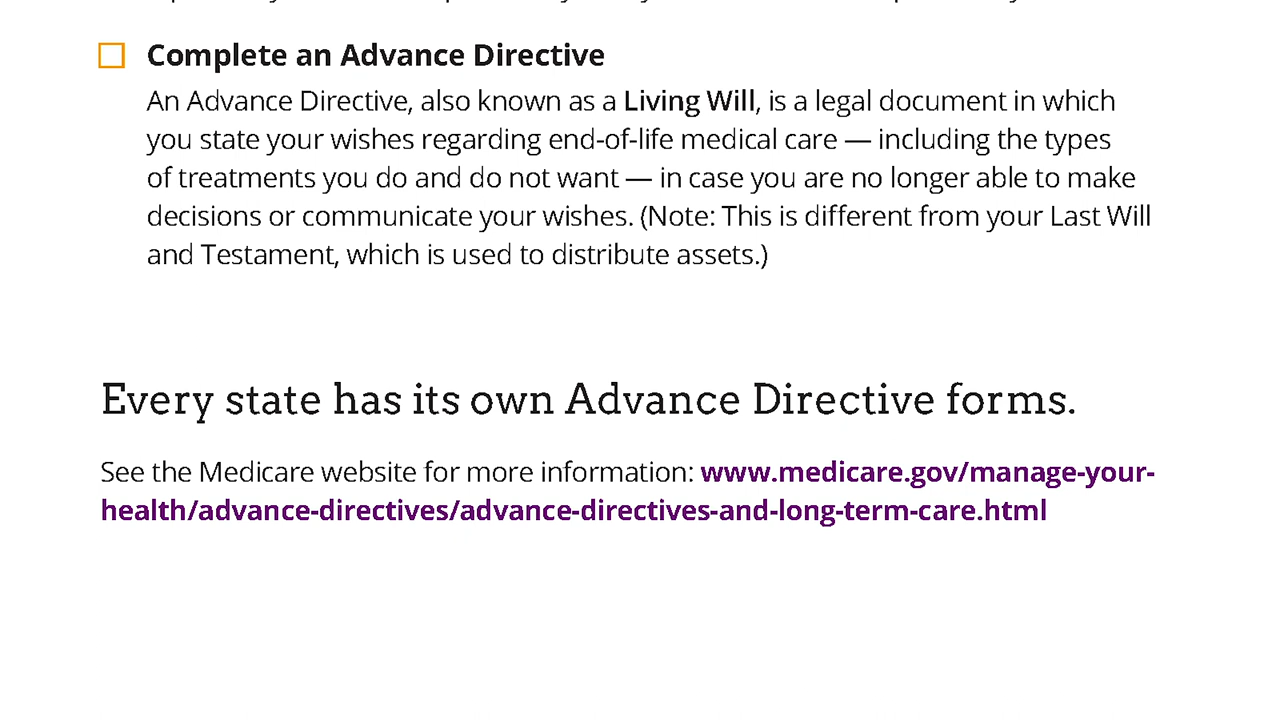 Complete an Advance Directive
An Advance Directive, also known as a Living Will, is a legal document in which
you state your wishes regarding end-of-life medical care — including the types
of treatments you do and do not want — in case you are no longer able to make
decisions or communicate your wishes. (Note: This is different from your Last Will
and Testament, which is used to distribute assets.)
Every state has its own Advance Directive forms.
See the Medicare website for more information: www.medicare.gov/manage-your-
health/advance-directives/advance-directives-and-long-term-care.html